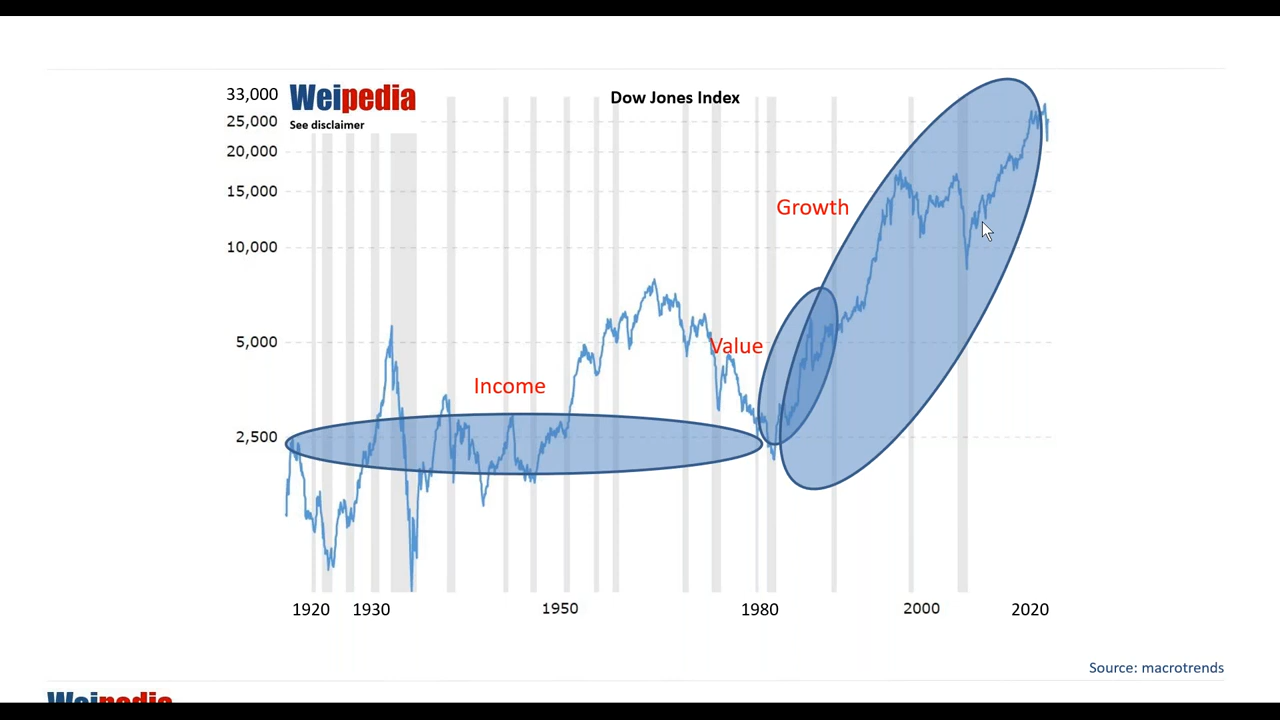 Weipedia
See disclaimer
Dow Jones Index
33,000
25,000
20,000
15,000
10,000
5,000
2,500
Growth
Value
Income
1920 1930 1950 1980 2000 2020
Source: macrotrends
Weipedia